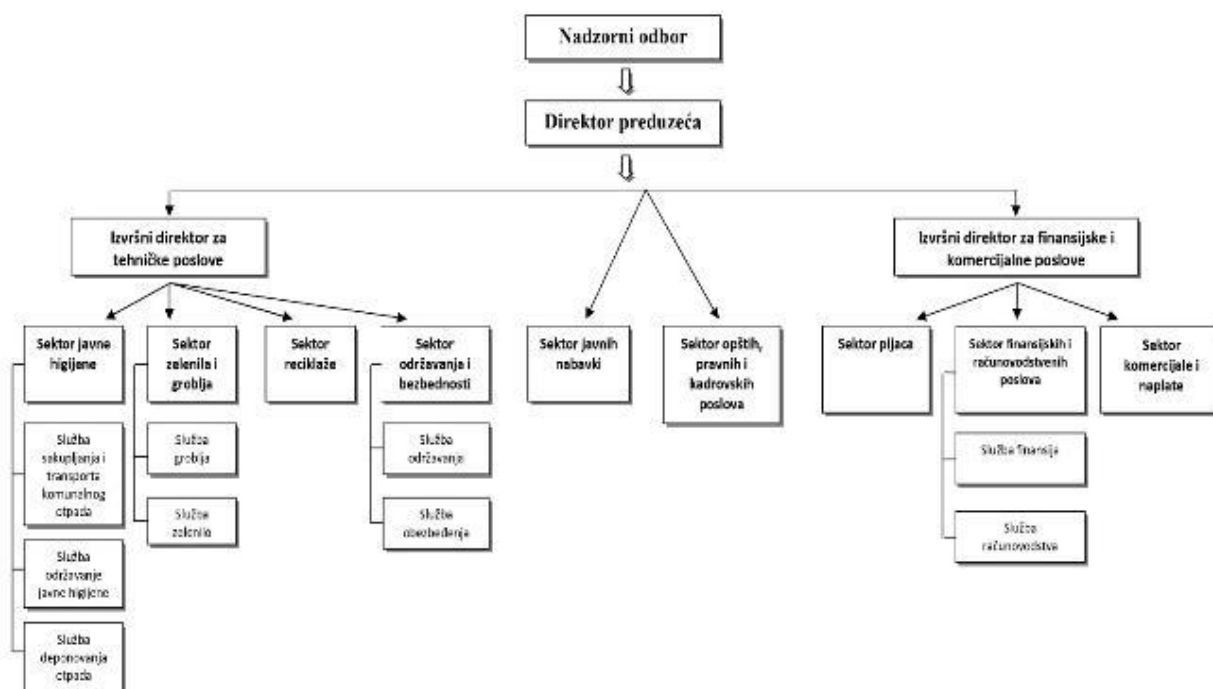 Nadzorni odbor
Direktor preduzeća
Izvršni direktor za
tehničke poslove
Izvršni direktor za finansijske i
komercijalne poslove
Sektor javne
higijene
Sektor
zelenila i
groblja
Sektor
reciklaže
Sektor
održavanja i
bezbednosti
Sektor javnih
nabavki
Sektor opštih,
pravnih i
kadrovskih
poslova
Sektor pijaca
Sektor finansijskih i
računovodstvenih
poslova
Sektor
komercijale i
naplate
Služba
sakupljanja i
transporta
komunalnog
otpada
Služba
groblja
Služba
održavanja
Služba finansija
Služba
zelenilo
Služba
obezbeđenja
Služba
računovodstva
Služba
održavanje
javne higijene
Služba
deponovanja
otpada